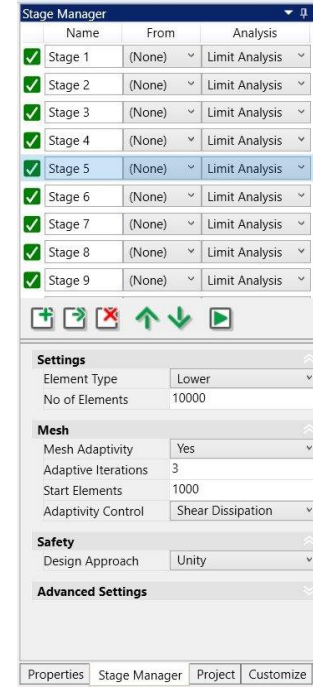 Stage Manager
Name From Analysis
Stage 1 (None) Limit Analysis
Stage 2 (None) Limit Analysis
Stage 3 (None) Limit Analysis
Stage 4 (None) Limit Analysis
Stage 5 (None) Limit Analysis
Stage 6 (None) Limit Analysis
Stage 7 (None) Limit Analysis
Stage 8 (None) Limit Analysis
Stage 9 (None) Limit Analysis
Settings
Element Type Lower
No of Elements 10000
Mesh
Mesh Adaptivity Yes
Adaptive Iterations 3
Start Elements 1000
Adaptivity Control Shear Dissipation
Safety
Design Approach Unity
Advanced Settings
Properties Stage Manager Project Customize